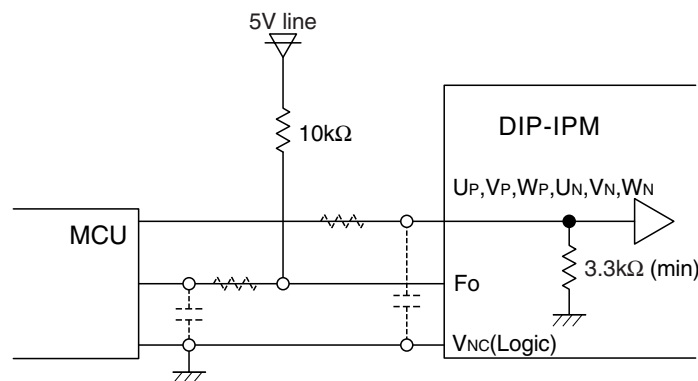 5V line
10kΩ
DIP-IPM
UP,VP,WP,UN,VN,WN
MCU
3.3kΩ (min)
Fo
VNC(Logic)